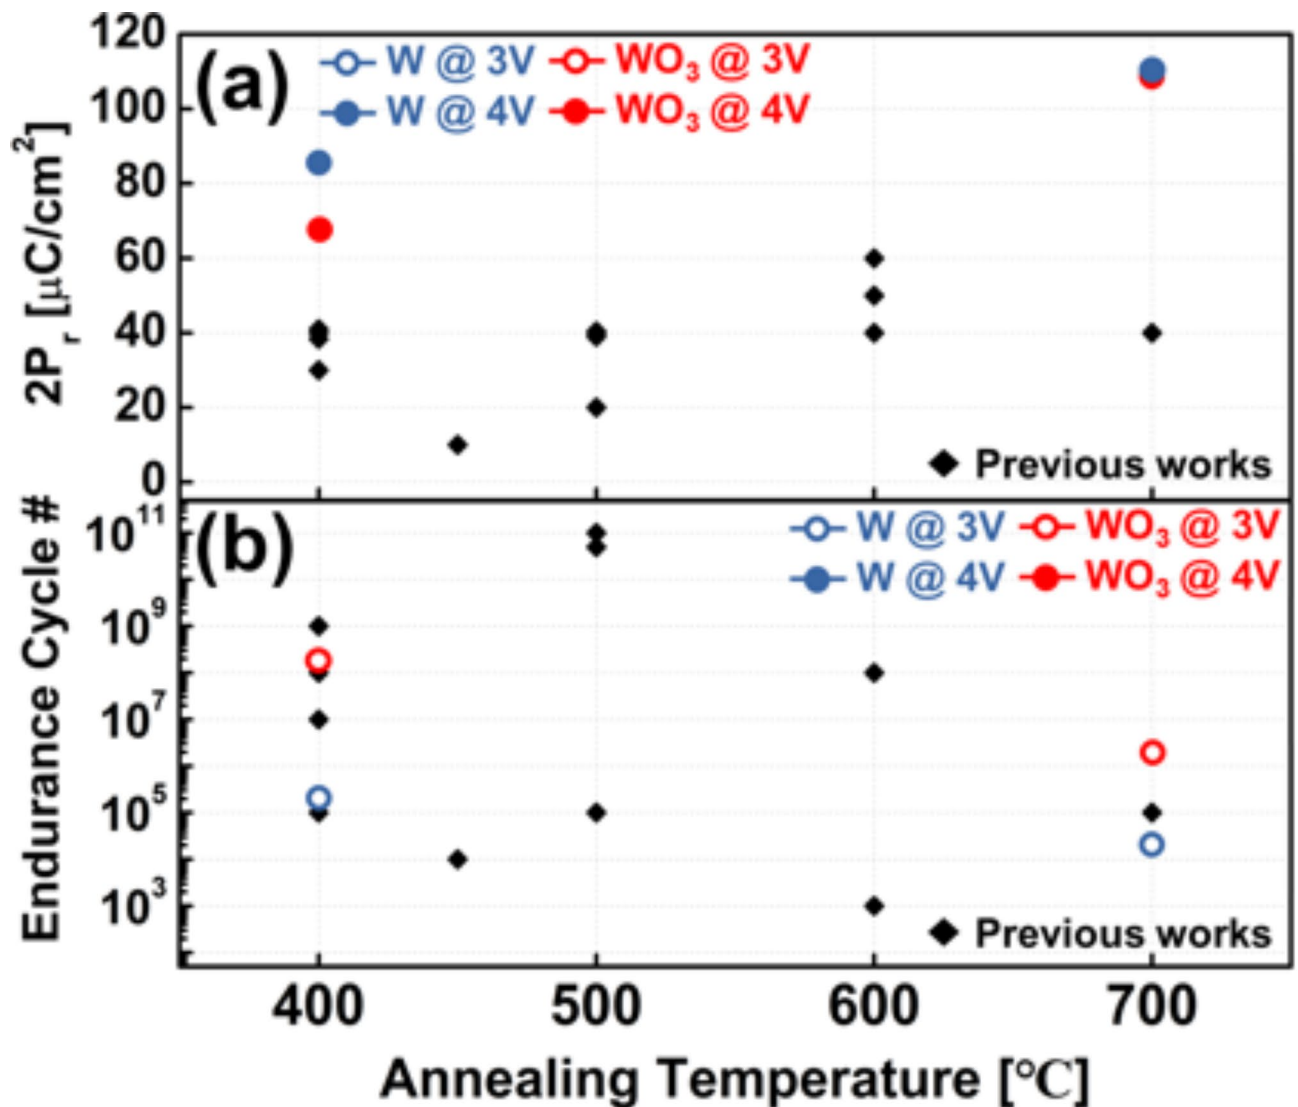 120
(a)
W @ 3V
WO₃ @ 3V
100
W @ 4V
WO₃ @ 4V
80
60
40
20
0
2Pᵣ [μC/cm²]
Previous works
10¹¹
(b)
W @ 3V
WO₃ @ 3V
W @ 4V
WO₃ @ 4V
10⁹
10⁷
10⁵
10³
Endurance Cycle #
Previous works
400 500 600 700
Annealing Temperature [°C]